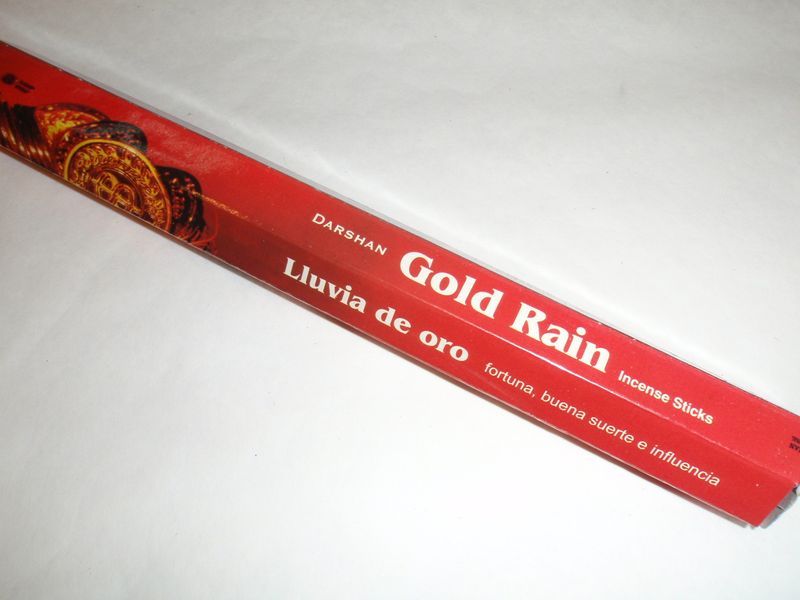 DARSHAN
Gold Rain
Incense Sticks
Lluvia de oro
fortuna, buena suerte e influencia